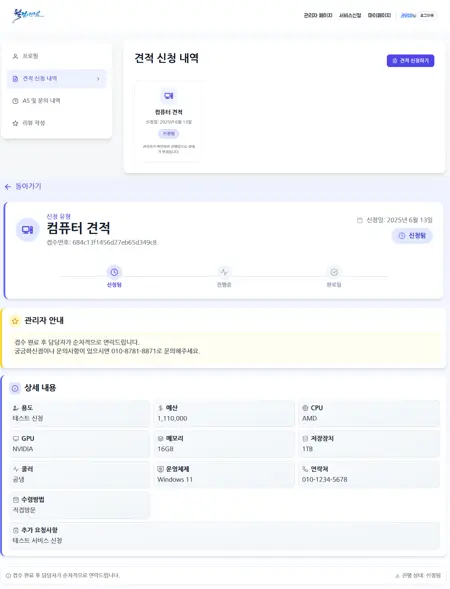 관리자 페이지 서비스신청 마이페이지 관리자님 로그아웃
프로필
견적 신청 내역
AS 및 문의 내역
리뷰 작성
견적 신청 내역
견적 신청하기
컴퓨터 견적
신청일: 2025년 6월 13일
신청됨
돌아가기
신청 유형
컴퓨터 견적
접수번호: 684c13f1456d27eb65d349c8
신청일: 2025년 6월 13일
신청됨
신청됨
진행중
완료됨
관리자 안내
접수 완료 후 담당자가 순차적으로 연락드립니다.
궁금하신점이나 문의사항이 있으시면 010-8781-8871로 문의해주세요.
상세 내용
용도
테스트 신청
예산
1,110,000
CPU
AMD
GPU
NVIDIA
메모리
16GB
저장장치
1TB
쿨러
공냉
운영체제
Windows 11
연락처
010-1234-5678
수령방법
직접방문
추가 요청사항
테스트 서비스 신청
접수 완료 후 담당자가 순차적으로 연락드립니다.
진행 상태: 신청됨